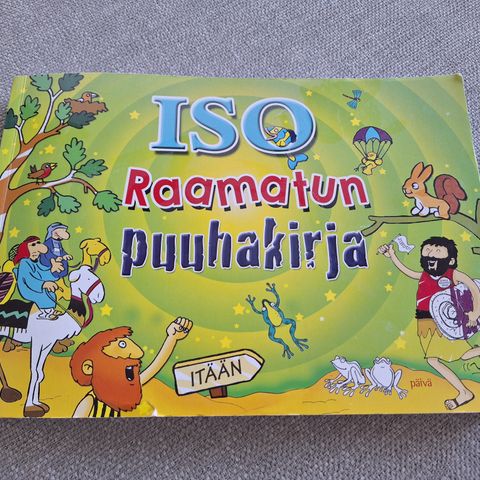 ISO
Raamatun
puuhakirja
ITÄÄN
päivä